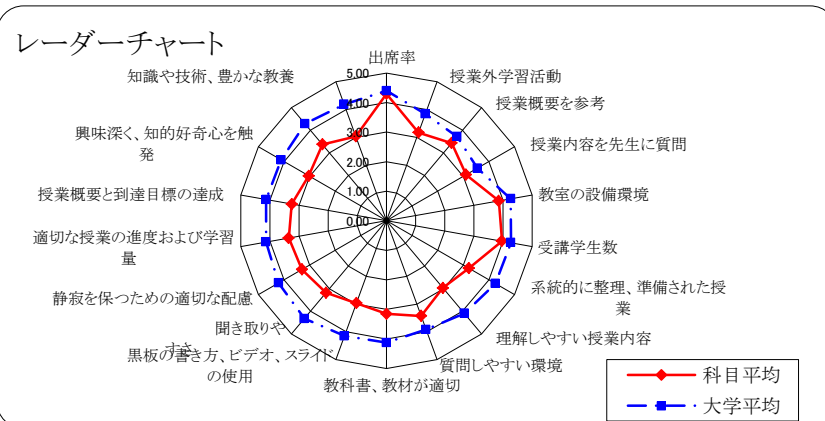 レーダーチャート
出席率
5.00
4.00
3.00
2.00
1.00
0.00
授業外学習活動
授業概要を参考
授業内容を先生に質問
教室の設備環境
受講学生数
系統的に整理、準備された授
業
理解しやすい授業内容
質問しやすい環境
教科書、教材が適切
黒板の書き方、ビデオ、スライド
の使用
聞き取りや
すさ
静寂を保つための適切な配慮
適切な授業の進度および学習
量
授業概要と到達目標の達成
興味深く、知的好奇心を触
発
知識や技術、豊かな教養
科目平均
大学平均